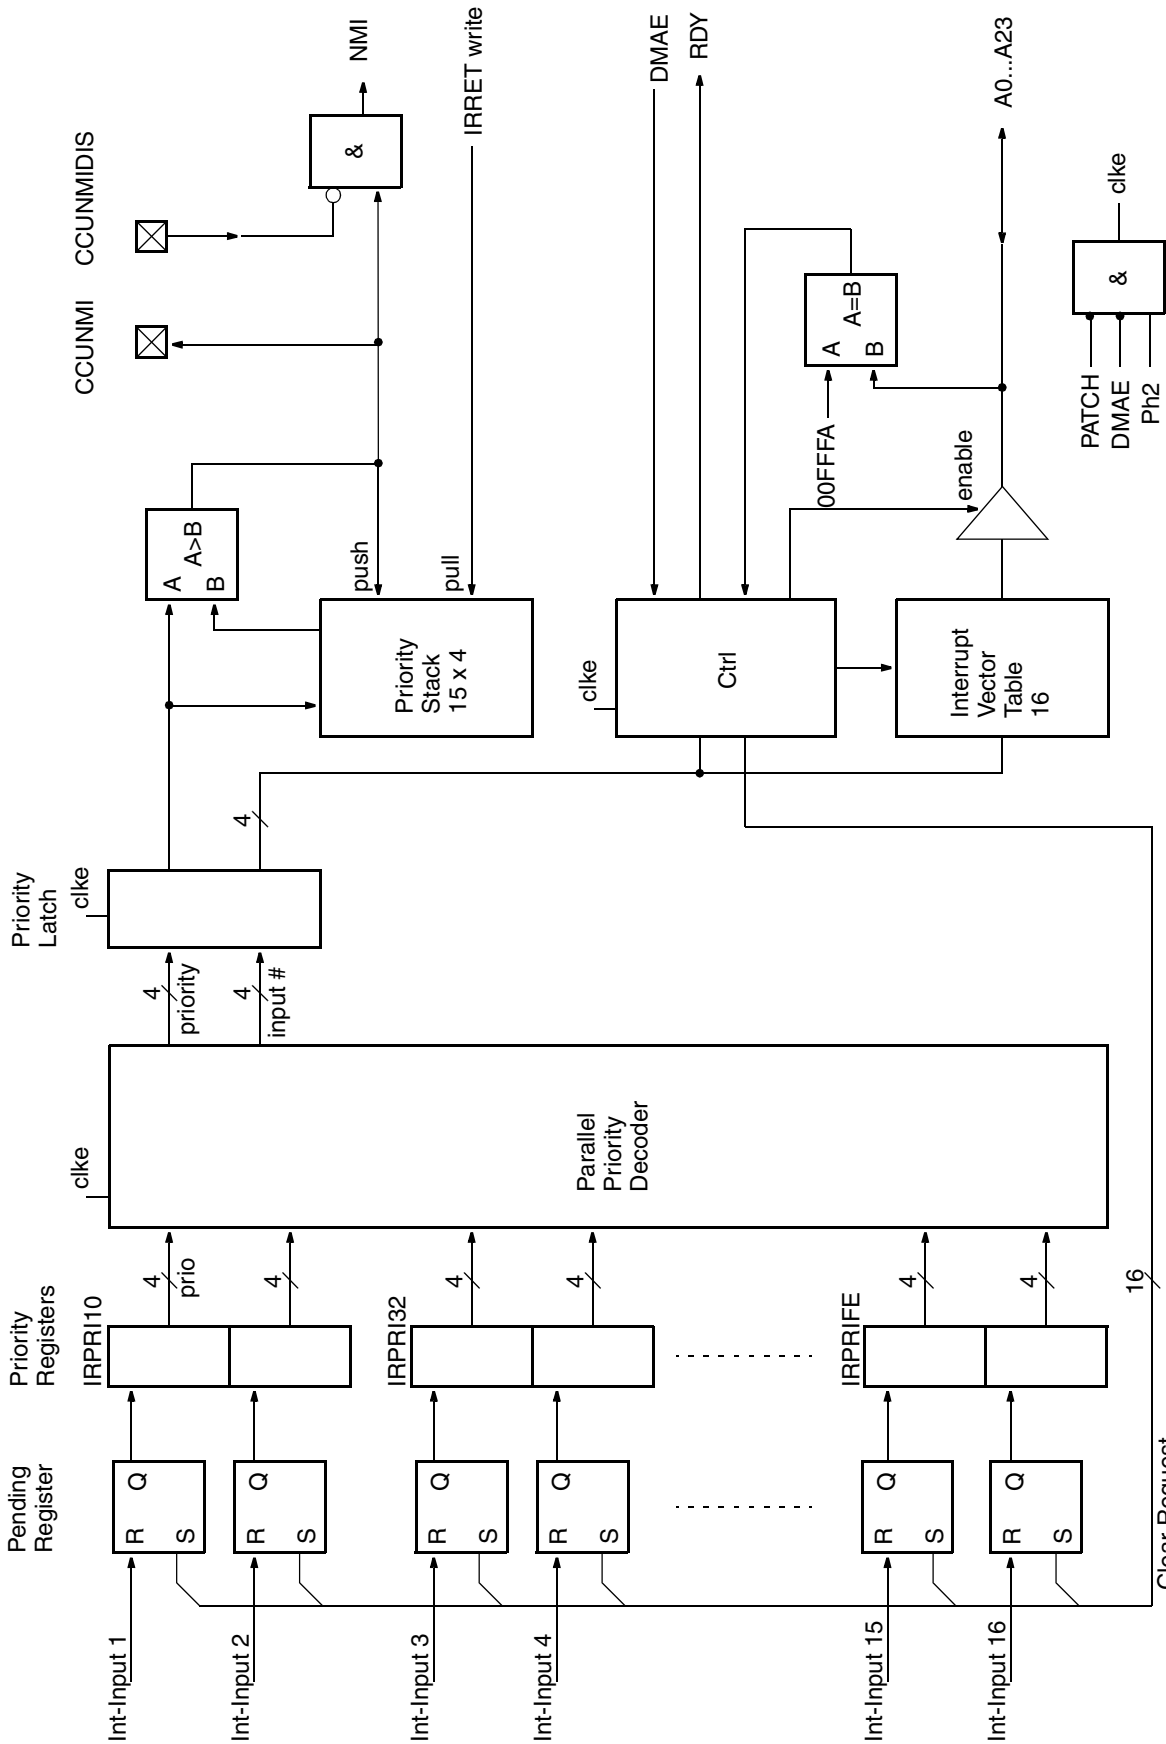 Pending
Register
Priority
Registers
Priority
Latch
CCUNMI
CCUNMIDIS
Int-Input 1
R
Q
S
IRPRI10
4
prio
clke
4
priority
clke
A
A>B
B
&
NMI
Int-Input 2
R
Q
S
4
4
input #
4
push
Int-Input 3
R
Q
S
IRPRI32
4
Priority
Stack
15 x 4
pull
IRRET write
Int-Input 4
R
Q
S
4
Parallel
Priority
Decoder
clke
Ctrl
DMAE
RDY
00FFFA
A
A=B
B
Int-Input 15
R
Q
S
IRPRIFE
4
Interrupt
Vector
Table
16
enable
A0...A23
Int-Input 16
R
Q
S
4
PATCH
DMAE
Ph2
&
clke
16
Clear Request